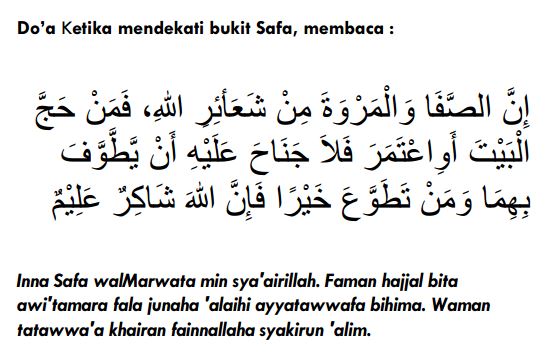 Do'a Ketika mendekati bukit Safa, membaca :
إِنَّ الصَّفَا وَالْمَرْوَةَ مِنْ شَعَأئِرِ اللهِ، فَمَنْ حَجَّ
الْبَيْتَ أَوِاعْتَمَرَ فَلاَ جَنَاحَ عَلَيْهِ أَنْ يَّطَّوَّفَ
بِهِمَا وَمَنْ تَطَوَّعَ خَيْرًا فَإِنَّ اللهَ شَاكِرٌ عَلِيْمٌ
Inna Safa walMarwata min sya'airillah. Faman hajjal bita
awi'tamara fala junaha 'alaihi ayyatawwafa bihima. Waman
tatawwa'a khairan fainnallaha syakirun 'alim.